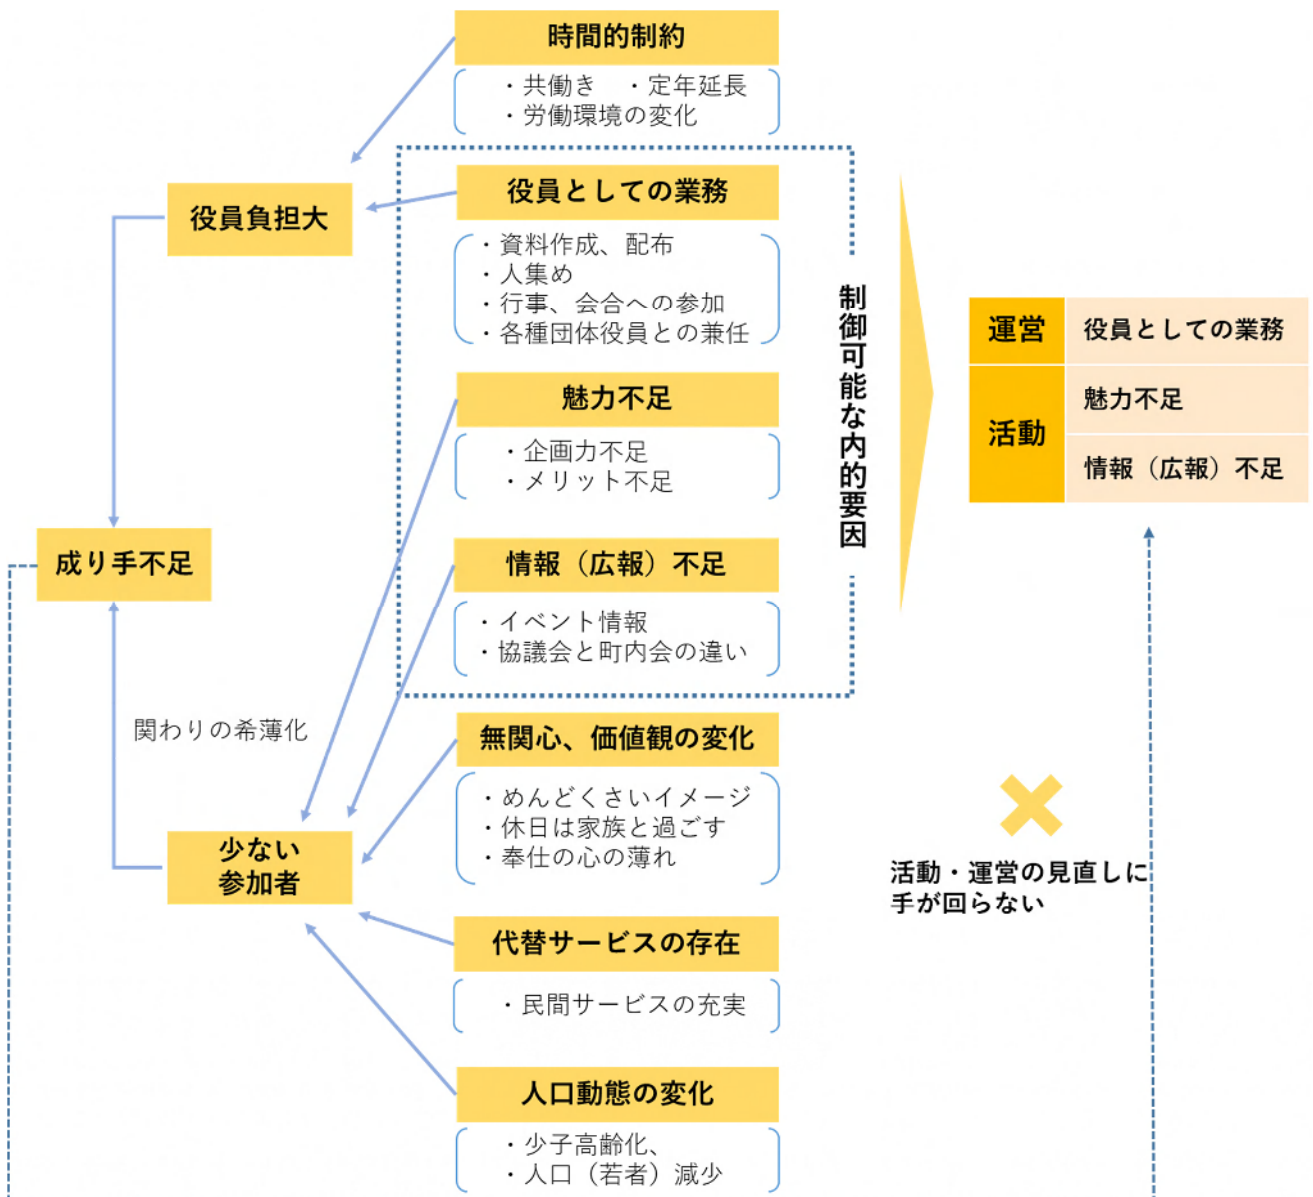 時間的制約
・共働き　・定年延長
・労働環境の変化
役員としての業務
・資料作成、配布
・人集め
・行事、会合への参加
・各種団体役員との兼任
役員負担大
魅力不足
・企画力不足
・メリット不足
成り手不足
情報（広報）不足
・イベント情報
・協議会と町内会の違い
制御可能な内的要因
運営
役員としての業務
活動
魅力不足
情報（広報）不足
関わりの希薄化
無関心、価値観の変化
・めんどくさいイメージ
・休日は家族と過ごす
・奉仕の心の薄れ
少ない
参加者
活動・運営の見直しに
手が回らない
代替サービスの存在
・民間サービスの充実
人口動態の変化
・少子高齢化、
・人口（若者）減少